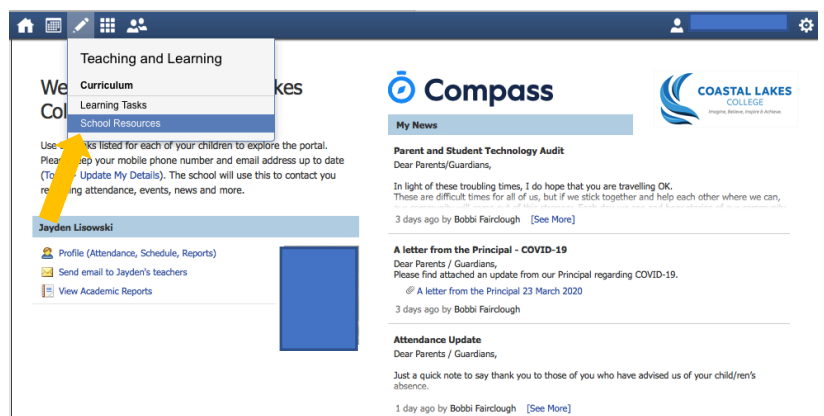 Teaching and Learning
Curriculum
Learning Tasks
School Resources
We kes
Col
Use ks listed for each of your children to explore the portal.
Please ep your mobile phone number and email address up to date
(To Update My Details). The school will use this to contact you
re ng attendance, events, news and more.
Jayden Lisowski
Profile (Attendance, Schedule, Reports)
Send email to Jayden's teachers
View Academic Reports
Compass
COASTAL LAKES
COLLEGE
Imagine, Believe, Inspire & Achieve.
My News
Parent and Student Technology Audit
Dear Parents/Guardians,
In light of these troubling times, I do hope that you are travelling OK.
These are difficult times for all of us, but if we stick together and help each other where we can,
3 days ago by Bobbi Fairclough [See More]
A letter from the Principal - COVID-19
Dear Parents / Guardians,
Please find attached an update from our Principal regarding COVID-19.
A letter from the Principal 23 March 2020
3 days ago by Bobbi Fairclough
Attendance Update
Dear Parents / Guardians,
Just a quick note to say thank you to those of you who have advised us of your child/ren's
absence.
1 day ago by Bobbi Fairclough [See More]